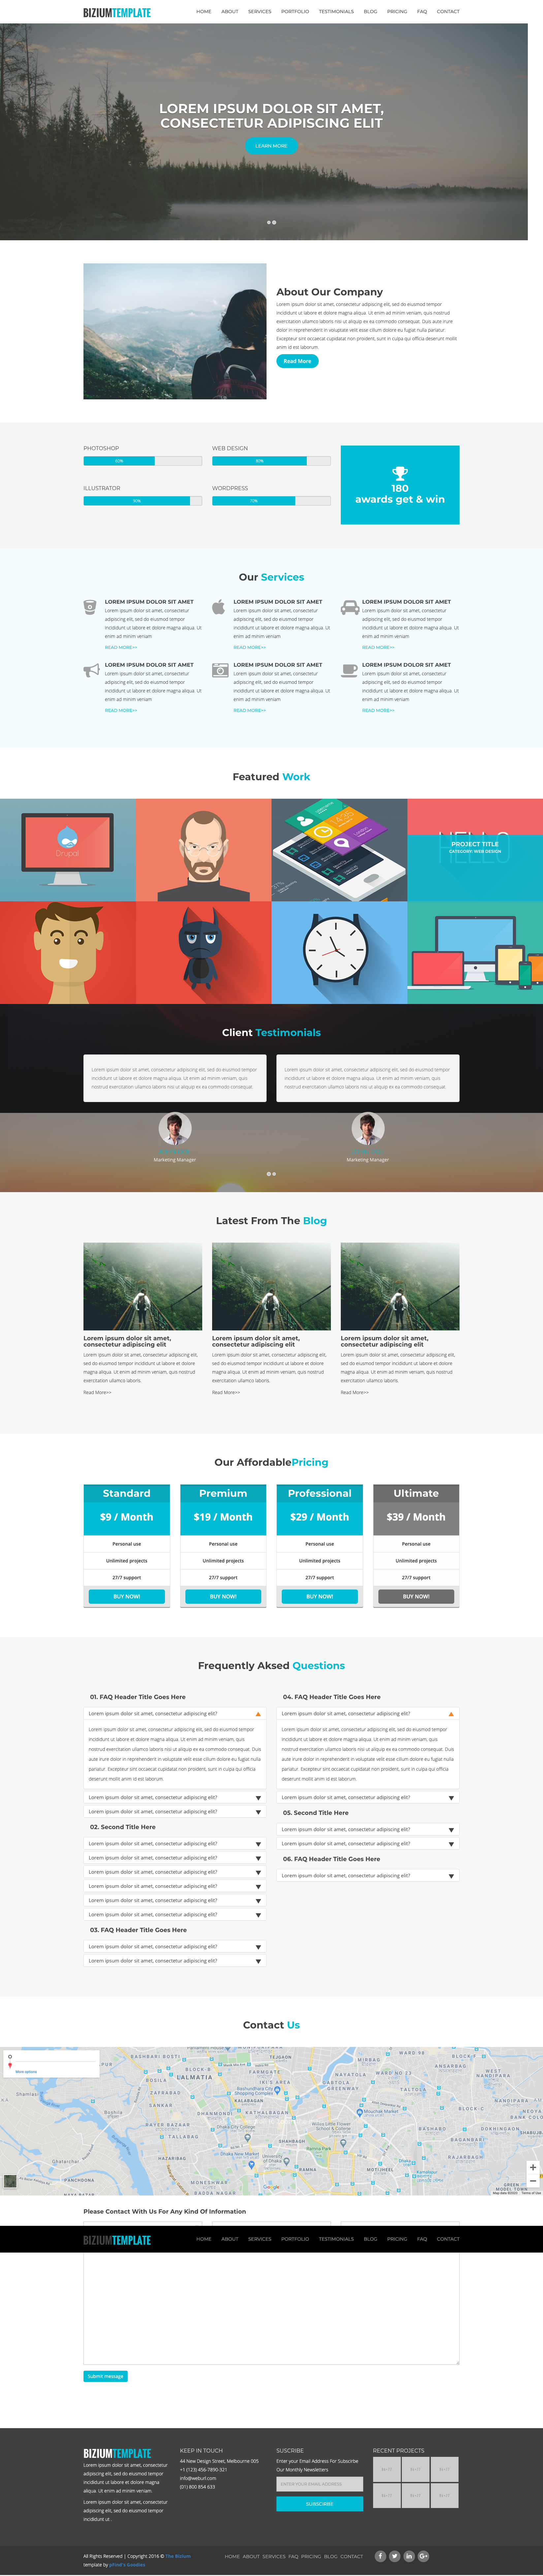 BIZIUMTEMPLATE
HOME ABOUT SERVICES PORTFOLIO TESTIMONIALS BLOG PRICING FAQ CONTACT
LOREM IPSUM DOLOR SIT AMET,
CONSECTETUR ADIPISCING ELIT
LEARN MORE
About Our Company
Lorem ipsum dolor sit amet, consectetur adipiscing elit, sed do eiusmod tempor
incididunt ut labore et dolore magna aliqua. Ut enim ad minim veniam, quis nostrud
exercitation ullamco laboris nisi ut aliquip ex ea commodo consequat. Duis aute irure
dolor in reprehenderit in voluptate velit esse cillum dolore eu fugiat nulla pariatur.
Excepteur sint occaecat cupidatat non proident, sunt in culpa qui officia deserunt mollit
anim id est laborum.
Read More
PHOTOSHOP
60%
WEB DESIGN
80%
ILLUSTRATOR
90%
WORDPRESS
70%
180
awards get & win
Our Services
LOREM IPSUM DOLOR SIT AMET
Lorem ipsum dolor sit amet, consectetur
adipiscing elit, sed do eiusmod tempor
incididunt ut labore et dolore magna aliqua. Ut
enim ad minim veniam
READ MORE>>
LOREM IPSUM DOLOR SIT AMET
Lorem ipsum dolor sit amet, consectetur
adipiscing elit, sed do eiusmod tempor
incididunt ut labore et dolore magna aliqua. Ut
enim ad minim veniam
READ MORE>>
LOREM IPSUM DOLOR SIT AMET
Lorem ipsum dolor sit amet, consectetur
adipiscing elit, sed do eiusmod tempor
incididunt ut labore et dolore magna aliqua. Ut
enim ad minim veniam
READ MORE>>
LOREM IPSUM DOLOR SIT AMET
Lorem ipsum dolor sit amet, consectetur
adipiscing elit, sed do eiusmod tempor
incididunt ut labore et dolore magna aliqua. Ut
enim ad minim veniam
READ MORE>>
LOREM IPSUM DOLOR SIT AMET
Lorem ipsum dolor sit amet, consectetur
adipiscing elit, sed do eiusmod tempor
incididunt ut labore et dolore magna aliqua. Ut
enim ad minim veniam
READ MORE>>
LOREM IPSUM DOLOR SIT AMET
Lorem ipsum dolor sit amet, consectetur
adipiscing elit, sed do eiusmod tempor
incididunt ut labore et dolore magna aliqua. Ut
enim ad minim veniam
READ MORE>>
Featured Work
Drupal
14:25
HELLO
PROJECT TITLE
CATEGORY: WEB DESIGN
Client Testimonials
Lorem ipsum dolor sit amet, consectetur adipiscing elit, sed do eiusmod tempor
incididunt ut labore et dolore magna aliqua. Ut enim ad minim veniam, quis
nostrud exercitation ullamco laboris nisi ut aliquip ex ea commodo consequat.
Marketing Manager
Lorem ipsum dolor sit amet, consectetur adipiscing elit, sed do eiusmod tempor
incididunt ut labore et dolore magna aliqua. Ut enim ad minim veniam, quis
nostrud exercitation ullamco laboris nisi ut aliquip ex ea commodo consequat.
Marketing Manager
Latest From The Blog
Lorem ipsum dolor sit amet,
consectetur adipiscing elit
Lorem ipsum dolor sit amet, consectetur adipiscing elit,
sed do eiusmod tempor incididunt ut labore et dolore
magna aliqua. Ut enim ad minim veniam, quis nostrud
exercitation ullamco laboris.
Read More>>
Lorem ipsum dolor sit amet,
consectetur adipiscing elit
Lorem ipsum dolor sit amet, consectetur adipiscing elit,
sed do eiusmod tempor incididunt ut labore et dolore
magna aliqua. Ut enim ad minim veniam, quis nostrud
exercitation ullamco laboris.
Read More>>
Lorem ipsum dolor sit amet,
consectetur adipiscing elit
Lorem ipsum dolor sit amet, consectetur adipiscing elit,
sed do eiusmod tempor incididunt ut labore et dolore
magna aliqua. Ut enim ad minim veniam, quis nostrud
exercitation ullamco laboris.
Read More>>
Our AffordablePricing
Standard
$9 / Month
Personal use
Unlimited projects
27/7 support
BUY NOW!
Premium
$19 / Month
Personal use
Unlimited projects
27/7 support
BUY NOW!
Professional
$29 / Month
Personal use
Unlimited projects
27/7 support
BUY NOW!
Ultimate
$39 / Month
Personal use
Unlimited projects
27/7 support
BUY NOW!
Frequently Aksed Questions
01. FAQ Header Title Goes Here
Lorem ipsum dolor sit amet, consectetur adipiscing elit?
Lorem ipsum dolor sit amet, consectetur adipiscing elit, sed do eiusmod tempor
incididunt ut labore et dolore magna aliqua. Ut enim ad minim veniam, quis
nostrud exercitation ullamco laboris nisi ut aliquip ex ea commodo consequat. Duis
aute irure dolor in reprehenderit in voluptate velit esse cillum dolore eu fugiat nulla
pariatur. Excepteur sint occaecat cupidatat non proident, sunt in culpa qui officia
deserunt mollit anim id est laborum.
Lorem ipsum dolor sit amet, consectetur adipiscing elit?
Lorem ipsum dolor sit amet, consectetur adipiscing elit?
02. Second Title Here
Lorem ipsum dolor sit amet, consectetur adipiscing elit?
Lorem ipsum dolor sit amet, consectetur adipiscing elit?
Lorem ipsum dolor sit amet, consectetur adipiscing elit?
Lorem ipsum dolor sit amet, consectetur adipiscing elit?
Lorem ipsum dolor sit amet, consectetur adipiscing elit?
Lorem ipsum dolor sit amet, consectetur adipiscing elit?
03. FAQ Header Title Goes Here
Lorem ipsum dolor sit amet, consectetur adipiscing elit?
Lorem ipsum dolor sit amet, consectetur adipiscing elit?
04. FAQ Header Title Goes Here
Lorem ipsum dolor sit amet, consectetur adipiscing elit?
Lorem ipsum dolor sit amet, consectetur adipiscing elit, sed do eiusmod tempor
incididunt ut labore et dolore magna aliqua. Ut enim ad minim veniam, quis
nostrud exercitation ullamco laboris nisi ut aliquip ex ea commodo consequat. Duis
aute irure dolor in reprehenderit in voluptate velit esse cillum dolore eu fugiat nulla
pariatur. Excepteur sint occaecat cupidatat non proident, sunt in culpa qui officia
deserunt mollit anim id est laborum.
Lorem ipsum dolor sit amet, consectetur adipiscing elit?
05. Second Title Here
Lorem ipsum dolor sit amet, consectetur adipiscing elit?
Lorem ipsum dolor sit amet, consectetur adipiscing elit?
06. FAQ Header Title Goes Here
Lorem ipsum dolor sit amet, consectetur adipiscing elit?
Contact Us
More options
LALMATIA
DHANMONDI
HAZARIBAG
RAMNA
MOTIJHEEL
Please Contact With Us For Any Kind Of Information
BIZIUMTEMPLATE
HOME ABOUT SERVICES PORTFOLIO TESTIMONIALS BLOG PRICING FAQ CONTACT
Submit message
BIZIUMTEMPLATE
Lorem ipsum dolor sit amet, consectetur
adipiscing elit, sed do eiusmod tempor
incididunt ut labore et dolore magna
aliqua. Ut enim ad minim veniam.
Lorem ipsum dolor sit amet, consectetur
adipiscing elit, sed do eiusmod tempor
incididunt ut.
KEEP IN TOUCH
44 New Design Street, Melbourne 005
+1 (123) 456-7890-321
info@weburl.com
(01) 800 854 633
SUSCRIBE
Enter your Email Address For Subscirbe
Our Monthly Newsletters
ENTER YOUR EMAIL ADDRESS
SUBSCIRBE
RECENT PROJECTS
All Rights Reserved | Copyright 2016 © The Bizium
template by
HOME ABOUT SERVICES FAQ PRICING BLOG CONTACT